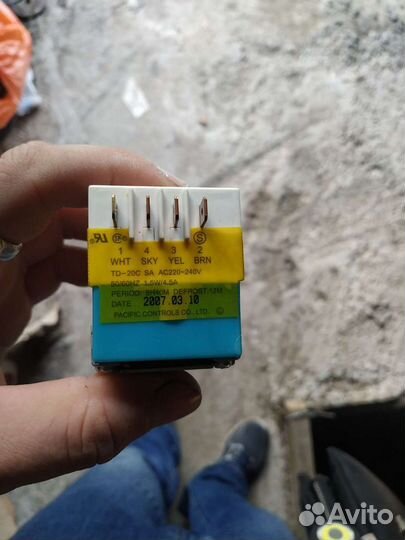 1 4 3 2
WHT SKY YEL BRN
TD-20C SA AC220-240V
50/60HZ 1.5W/4.5A
PERIOD: 8H40M DEFROST:12M
DATE 2007.03.10
PACIFIC CONTROLS CO., LTD.
Avito